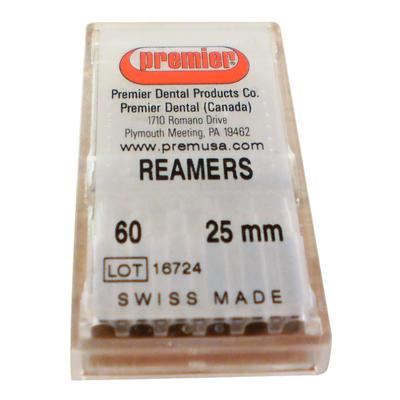 premier®
Premier Dental Products Co.
Premier Dental (Canada)
1710 Romano Drive
Plymouth Meeting, PA 19462
www.premusa.com
REAMERS
60 25 mm
LOT 16724
SWISS MADE